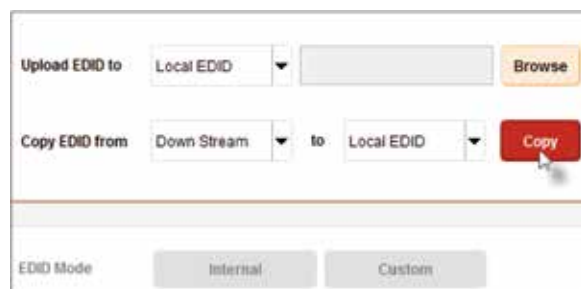 Upload EDID to Local EDID Browse
Copy EDID from Down Stream to Local EDID Copy
EDID Mode Internal Custom